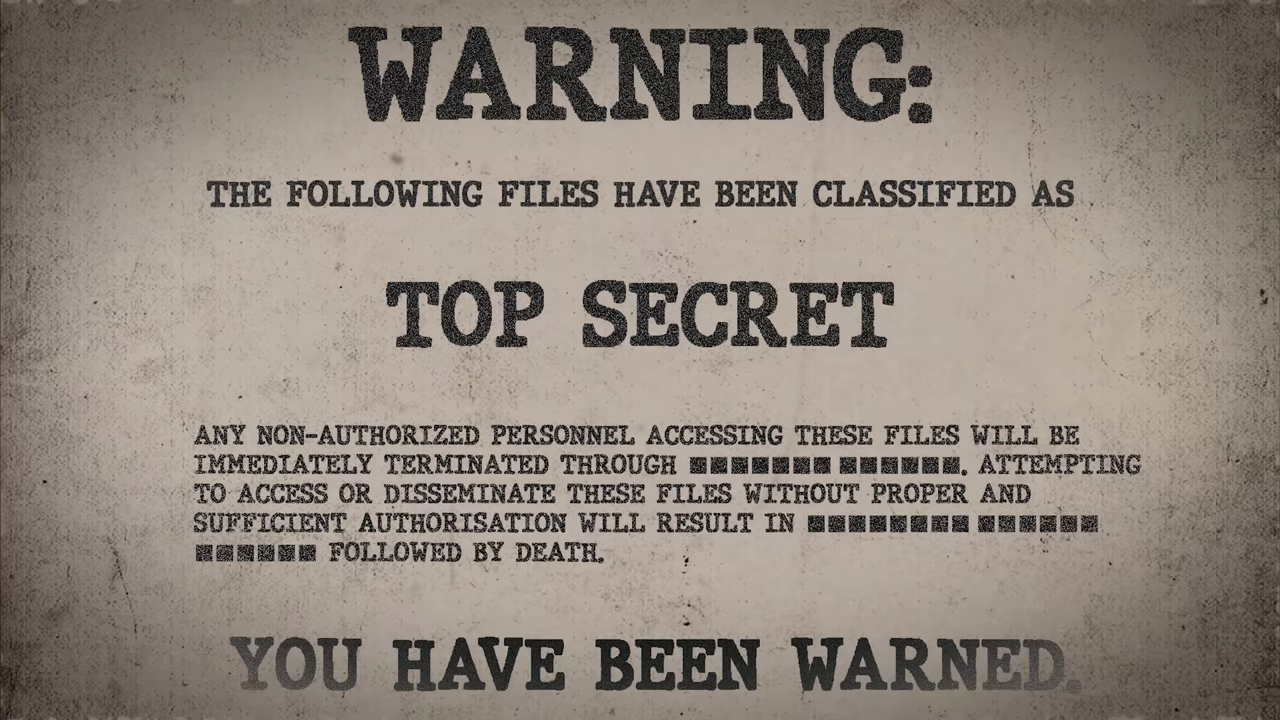 WARNING:
THE FOLLOWING FILES HAVE BEEN CLASSIFIED AS
TOP SECRET
ANY NON-AUTHORIZED PERSONNEL ACCESSING THESE FILES WILL BE
IMMEDIATELY TERMINATED THROUGH ■■■■■■■ ■■■■■■. ATTEMPTING
TO ACCESS OR DISSEMINATE THESE FILES WITHOUT PROPER AND
SUFFICIENT AUTHORISATION WILL RESULT IN ■■■■■■■■ ■■■■■■
■■■■■■ FOLLOWED BY DEATH.
YOU HAVE BEEN WARNED.